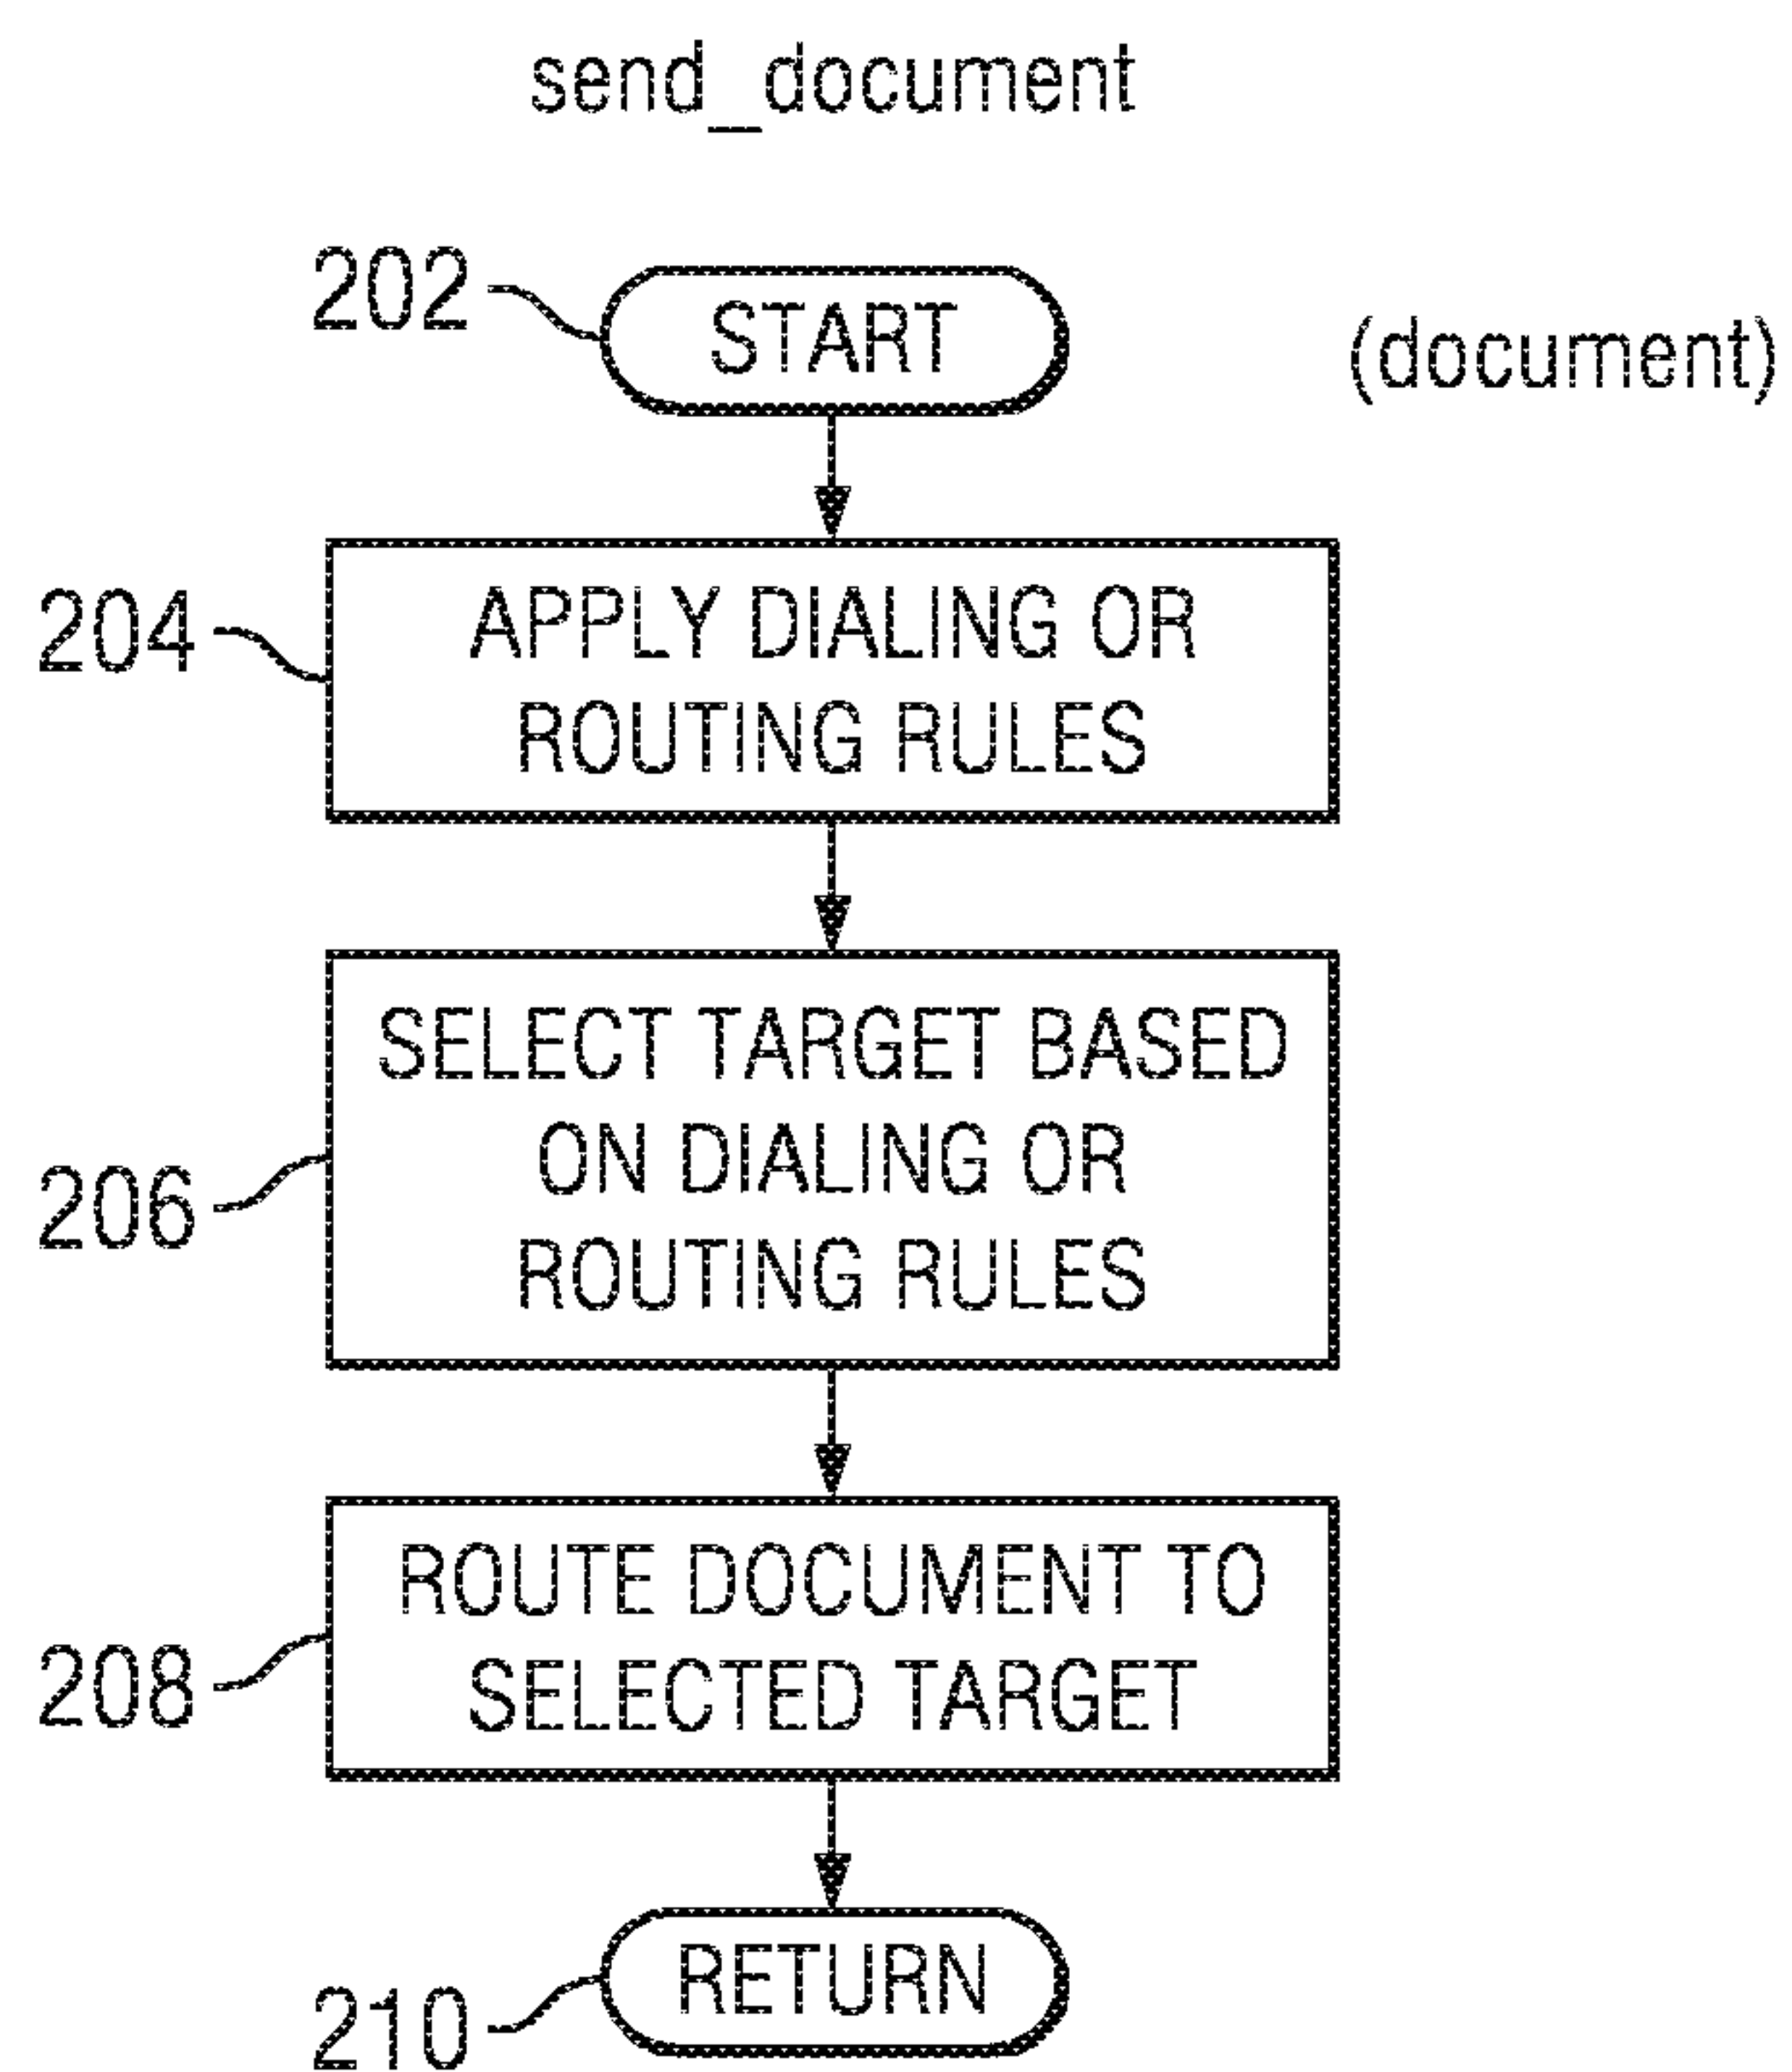 send_document
202
START
(document)
204
APPLY DIALING OR
ROUTING RULES
206
SELECT TARGET BASED
ON DIALING OR
ROUTING RULES
208
ROUTE DOCUMENT TO
SELECTED TARGET
210
RETURN